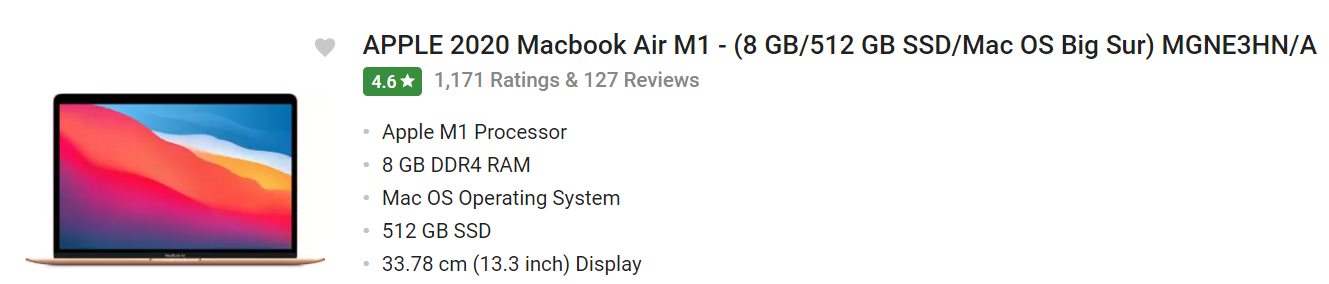 APPLE 2020 Macbook Air M1 - (8 GB/512 GB SSD/Mac OS Big Sur) MGNE3HN/A
4.6★ 1,171 Ratings & 127 Reviews
• Apple M1 Processor
• 8 GB DDR4 RAM
• Mac OS Operating System
• 512 GB SSD
• 33.78 cm (13.3 inch) Display